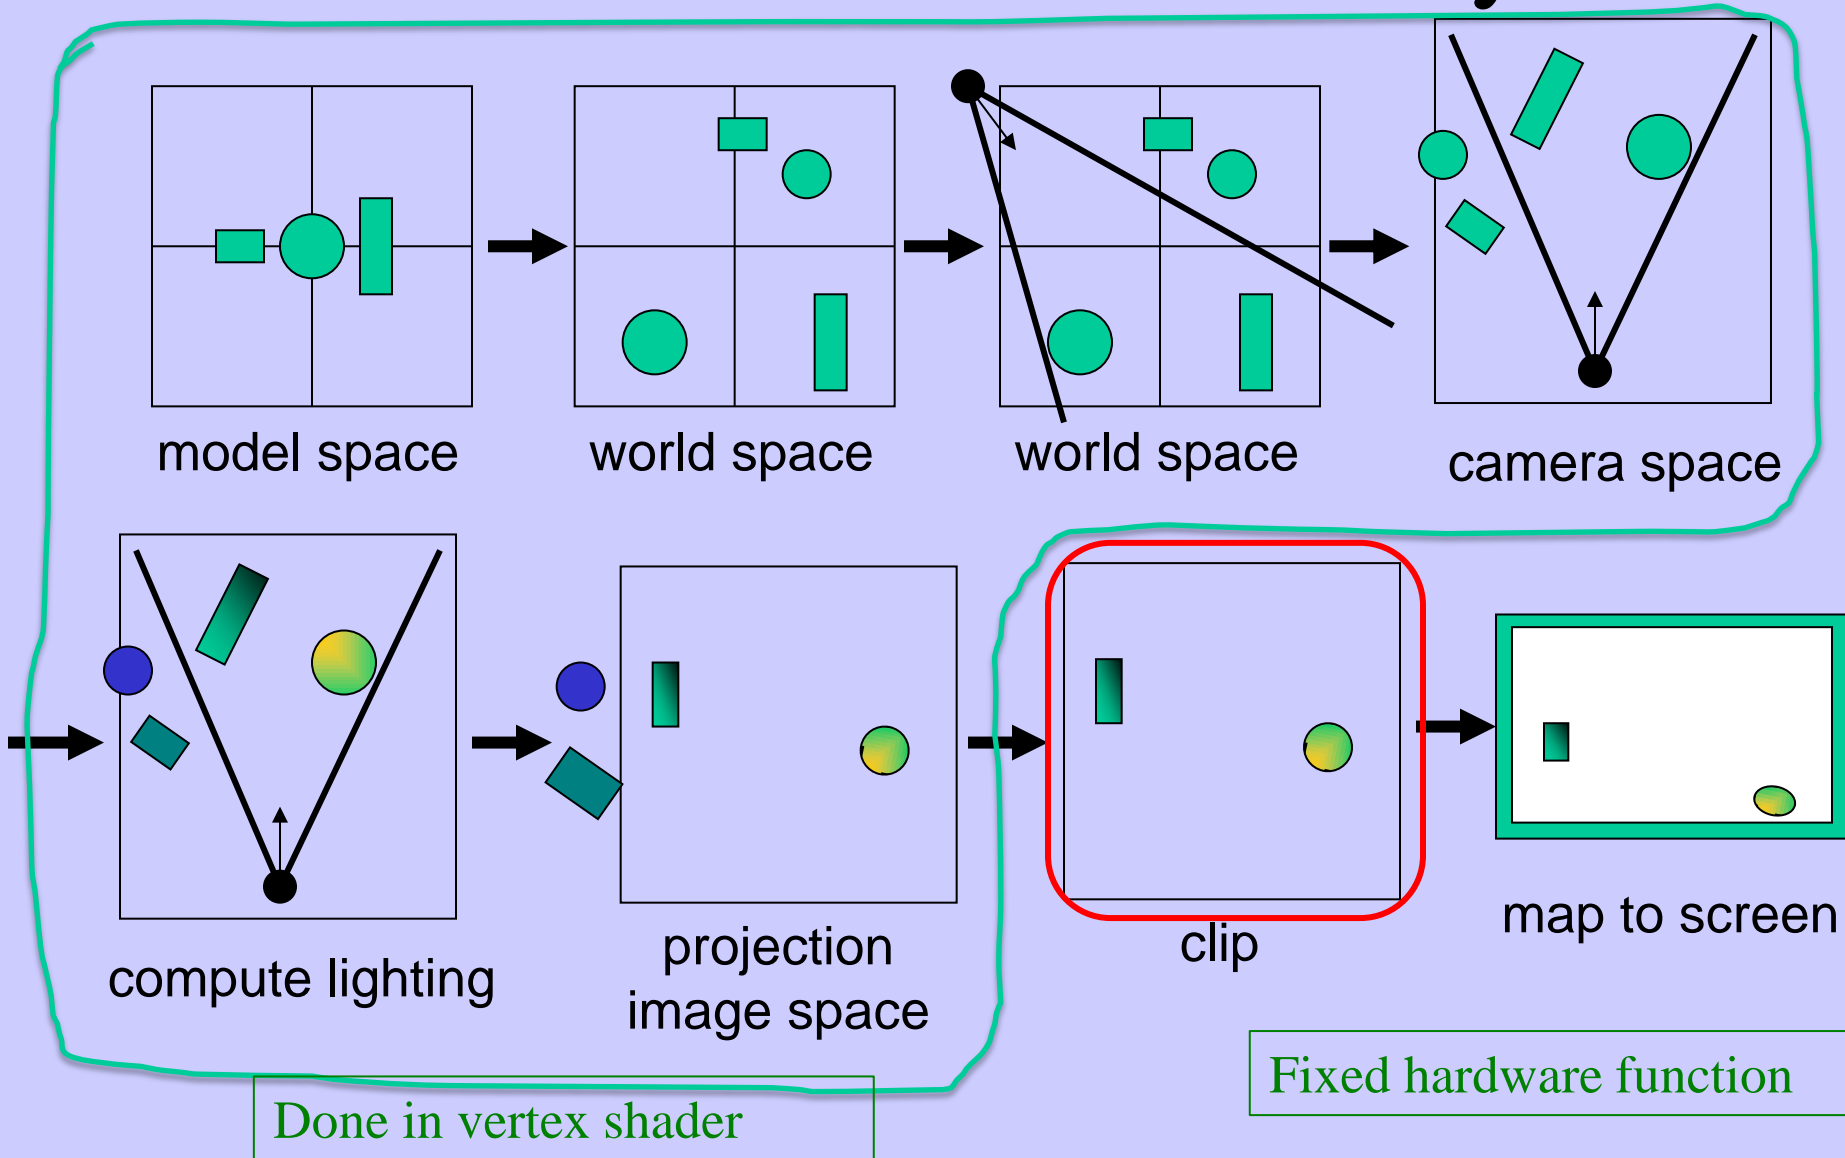 model space
world space
world space
camera space
compute lighting
projection
image space
clip
map to screen
Done in vertex shader
Fixed hardware function